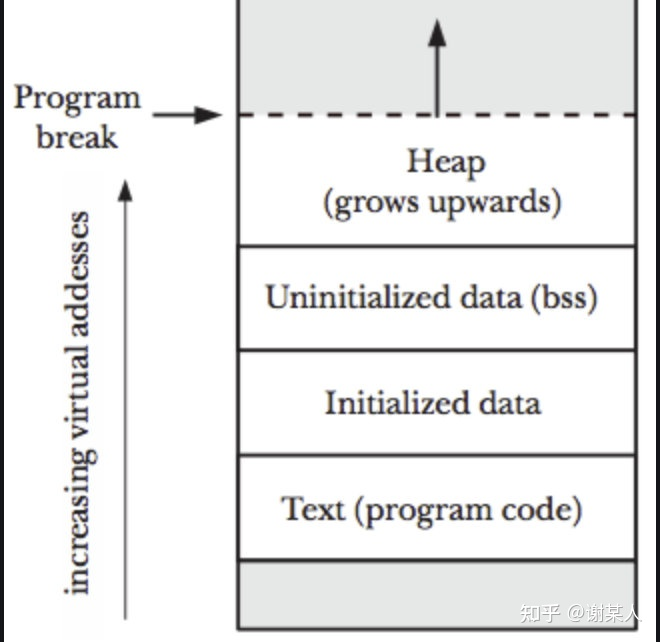 Program
break
Heap
(grows upwards)
Uninitialized data (bss)
Initialized data
Text (program code)
increasing virtual addesses
知乎 @谢某人